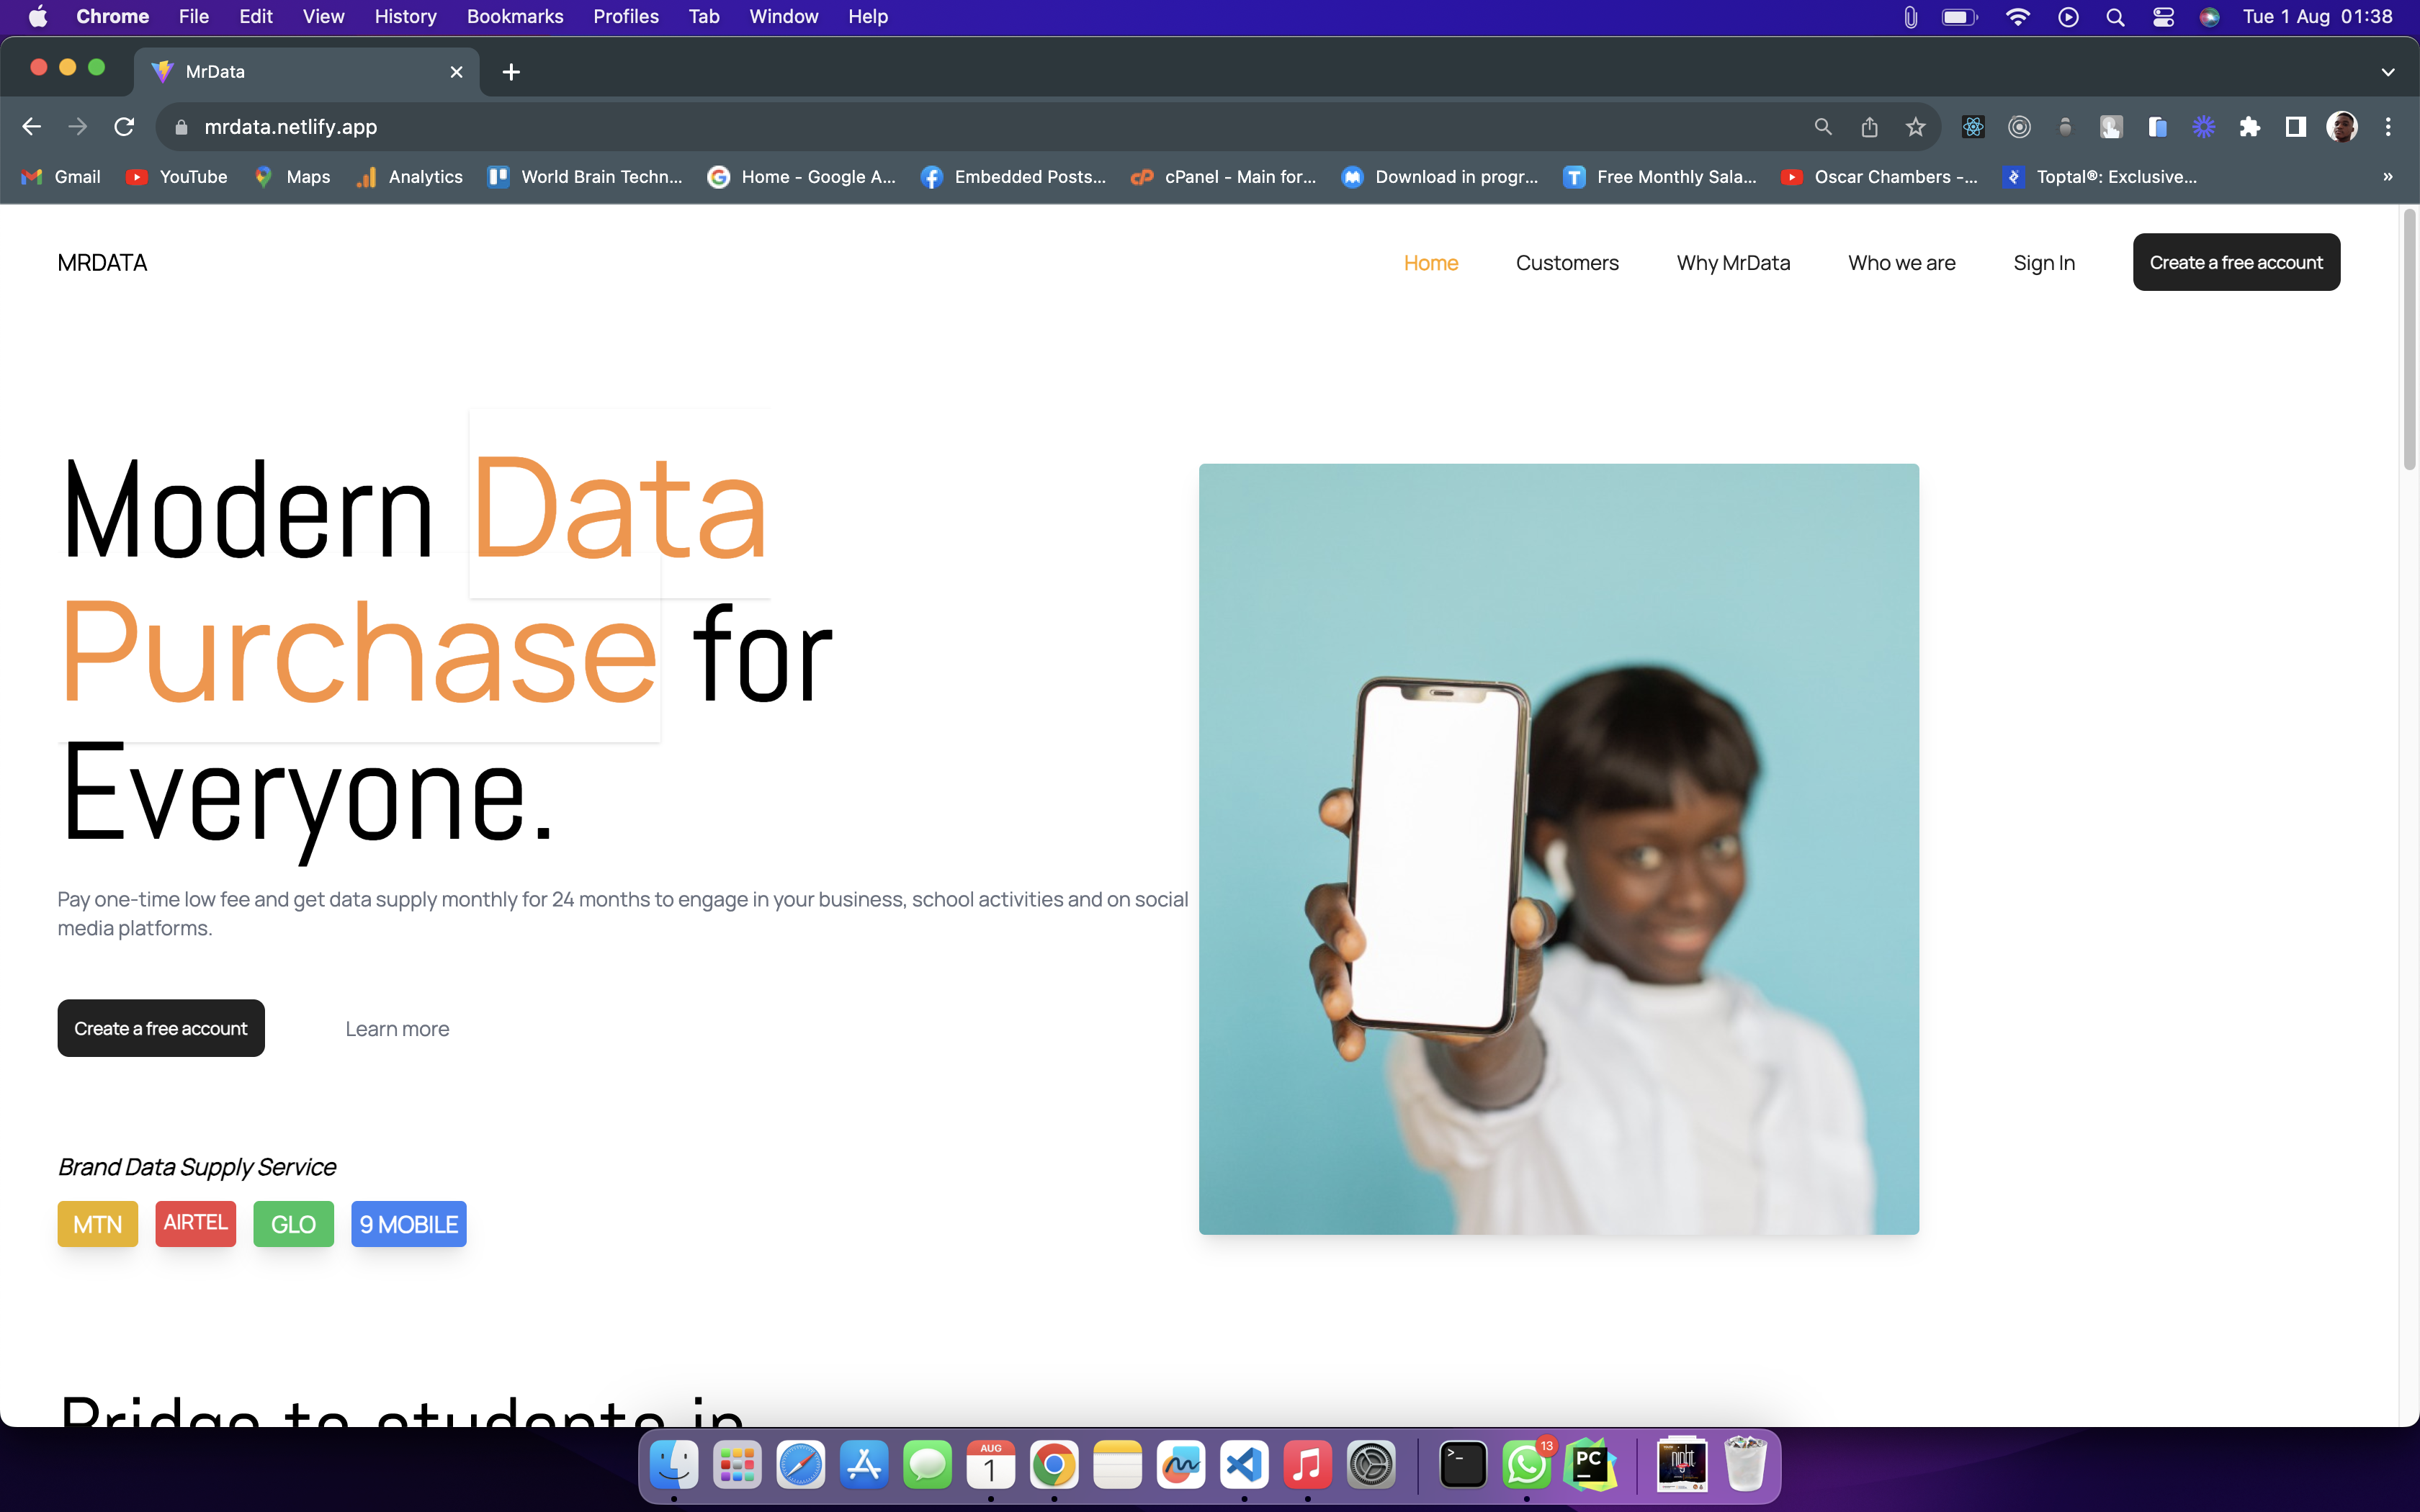 Chrome File Edit View History Bookmarks Profiles Tab Window Help Tue 1 Aug 01:38
MrData
mrdata.netlify.app
Gmail YouTube Maps Analytics World Brain Techn... Home - Google A... Embedded Posts... cPanel - Main for... Download in progr... Free Monthly Sala... Oscar Chambers -... Toptal®: Exclusive... »
MRDATA Home Customers Why MrData Who we are Sign In Create a free account
Modern Data
Purchase for
Everyone.
Pay one-time low fee and get data supply monthly for 24 months to engage in your business, school activities and on social
media platforms.
Create a free account Learn more
Brand Data Supply Service
MTN AIRTEL GLO 9 MOBILE
Bridge to students in
AUG
1
13
PC